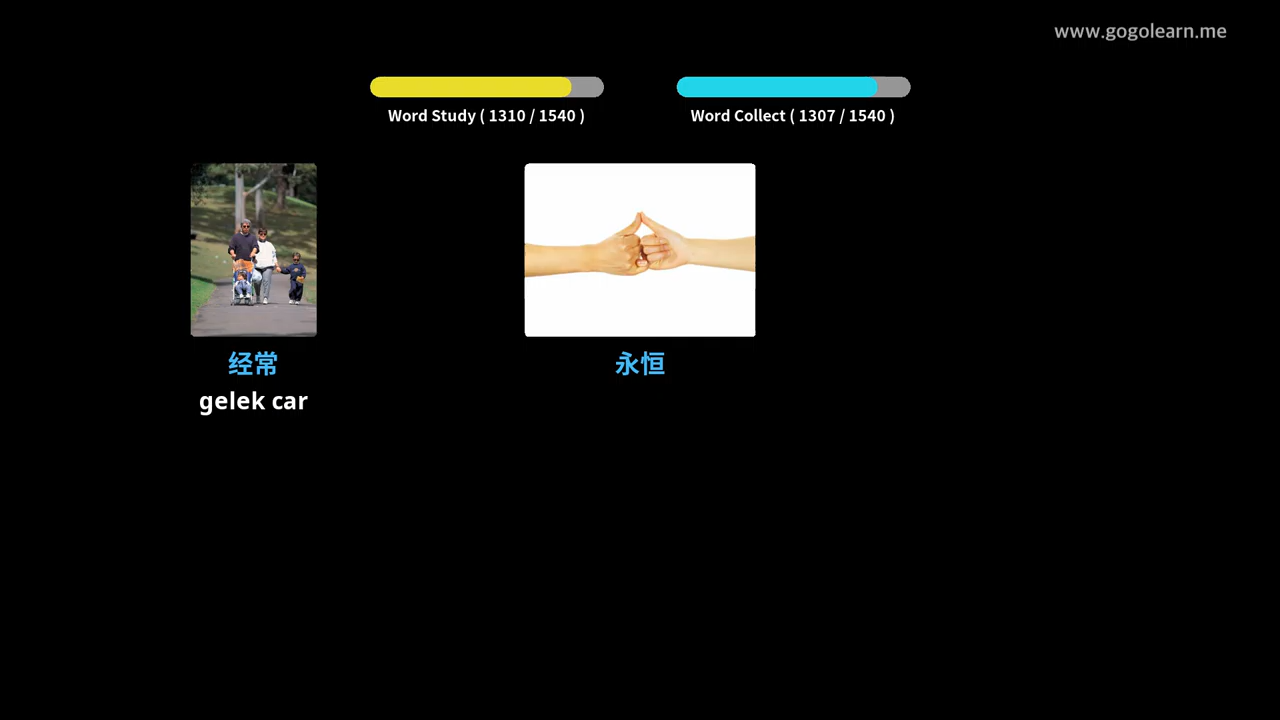 www.gogolearn.me
Word Study ( 1310 / 1540 )
Word Collect ( 1307 / 1540 )
经常
gelek car
永恒